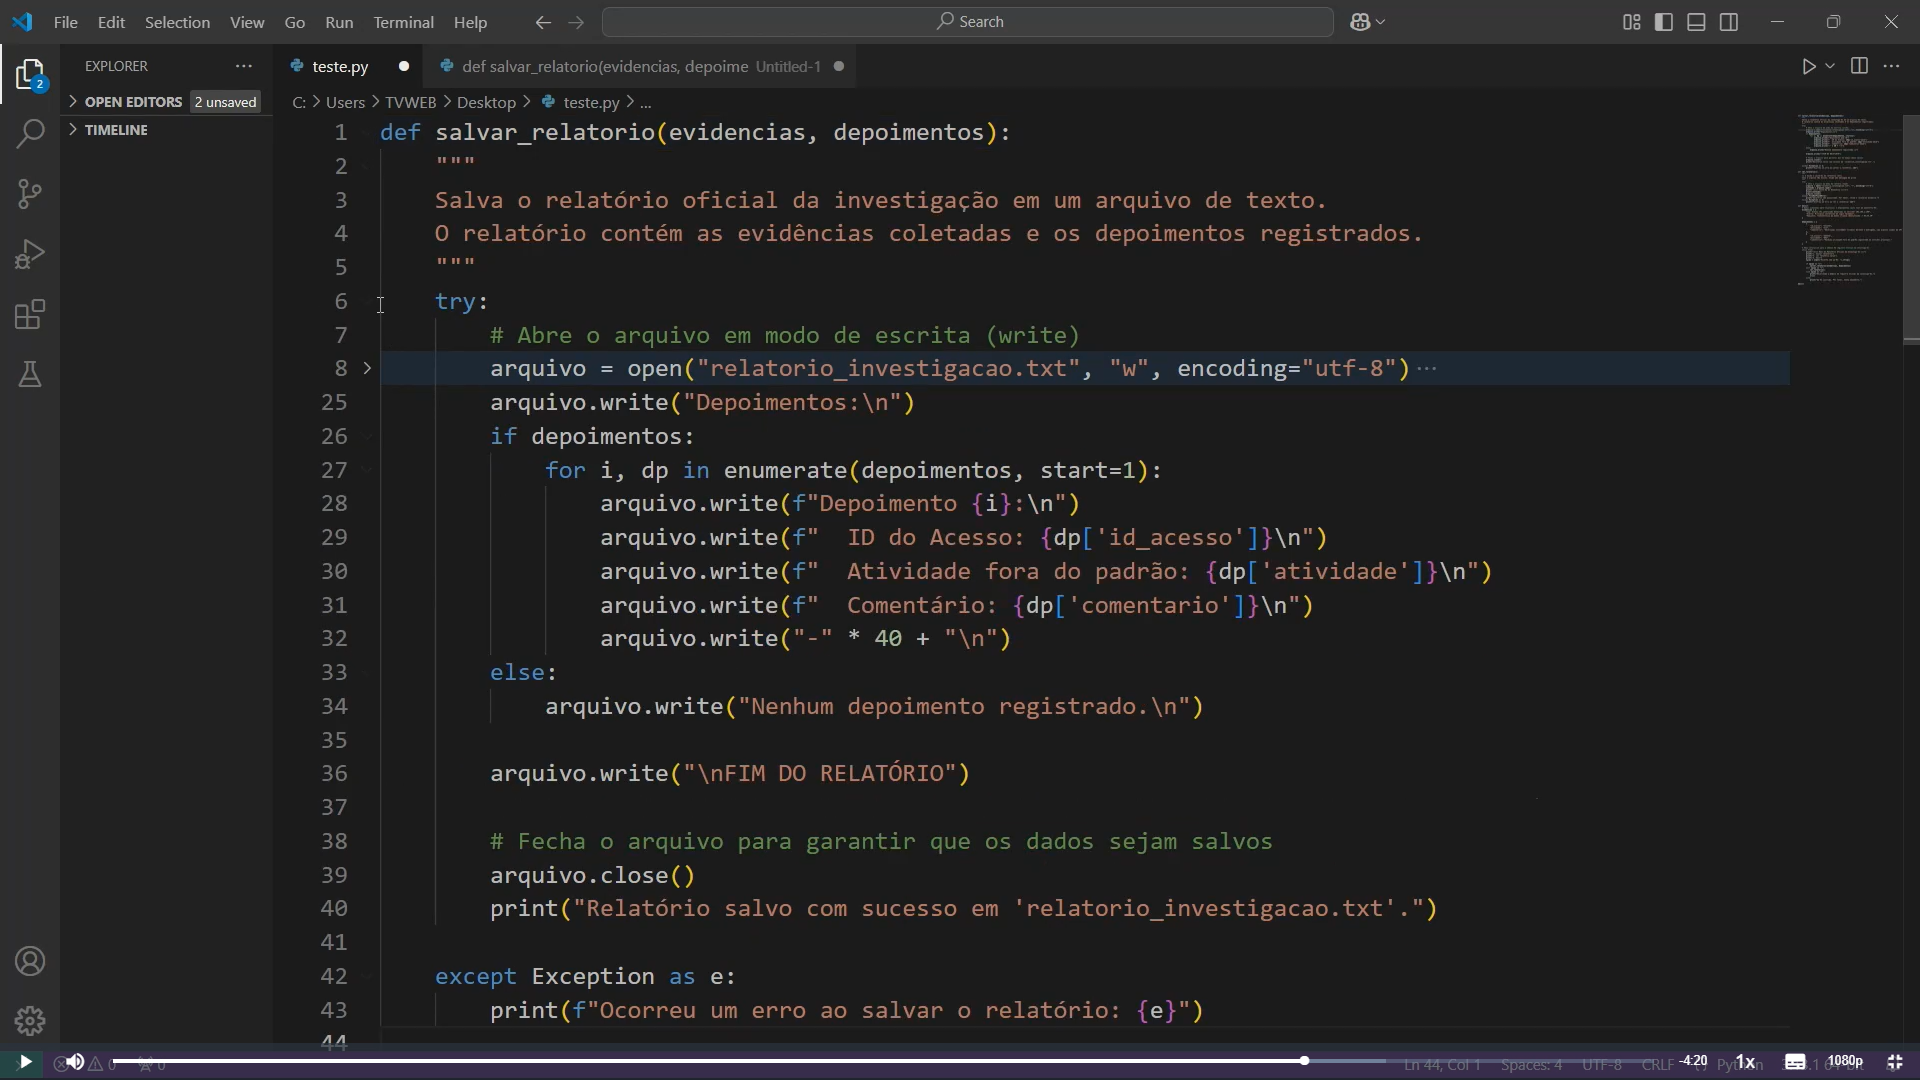 File Edit Selection View Go Run Terminal Help Search
EXPLORER
2
OPEN EDITORS 2 unsaved
TIMELINE
teste.py
def salvar_relatorio(evidencias, depoime Untitled-1
C: > Users > TVWEB > Desktop > teste.py > ...
1 def salvar_relatorio(evidencias, depoimentos):
2 """
3 Salva o relatório oficial da investigação em um arquivo de texto.
4 O relatório contém as evidências coletadas e os depoimentos registrados.
5 """
6 try:
7 # Abre o arquivo em modo de escrita (write)
8 arquivo = open("relatorio_investigacao.txt", "w", encoding="utf-8") ...
25 arquivo.write("Depoimentos:\n")
26 if depoimentos:
27 for i, dp in enumerate(depoimentos, start=1):
28 arquivo.write(f"Depoimento {i}:\n")
29 arquivo.write(f"  ID do Acesso: {dp['id_acesso']}\n")
30 arquivo.write(f"  Atividade fora do padrão: {dp['atividade']}\n")
31 arquivo.write(f"  Comentário: {dp['comentario']}\n")
32 arquivo.write("-" * 40 + "\n")
33 else:
34 arquivo.write("Nenhum depoimento registrado.\n")
35
36 arquivo.write("\nFIM DO RELATÓRIO")
37
38 # Fecha o arquivo para garantir que os dados sejam salvos
39 arquivo.close()
40 print("Relatório salvo com sucesso em 'relatorio_investigacao.txt'.")
41
42 except Exception as e:
43 print(f"Ocorreu um erro ao salvar o relatório: {e}")
44
0 0 Ln 44, Col 1 Spaces: 4 UTF-8 CRLF
-4:20 1x 1080p